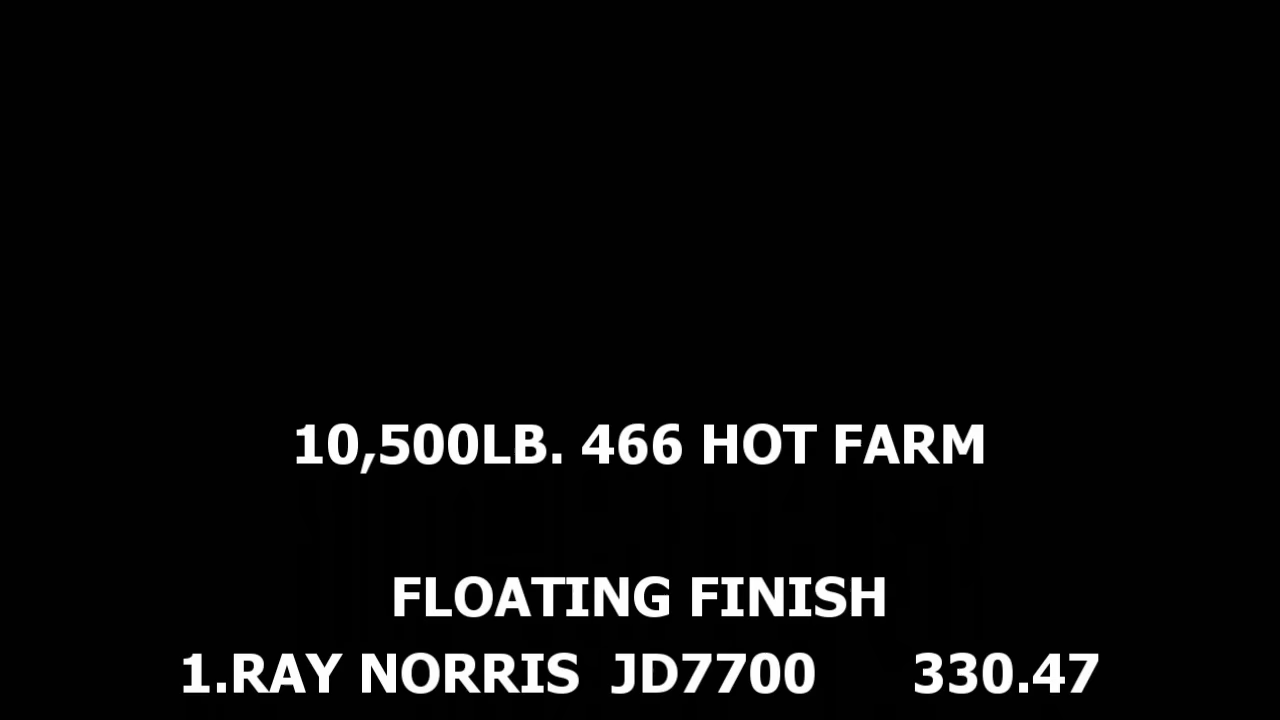 10,500LB. 466 HOT FARM
FLOATING FINISH
1.RAY NORRIS JD7700 330.47